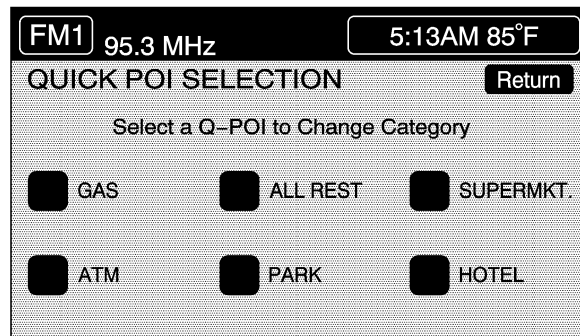 FM1 95.3 MHz 5:13AM 85°F
QUICK POI SELECTION Return
Select a Q–POI to Change Category
GAS ALL REST SUPERMKT.
ATM PARK HOTEL